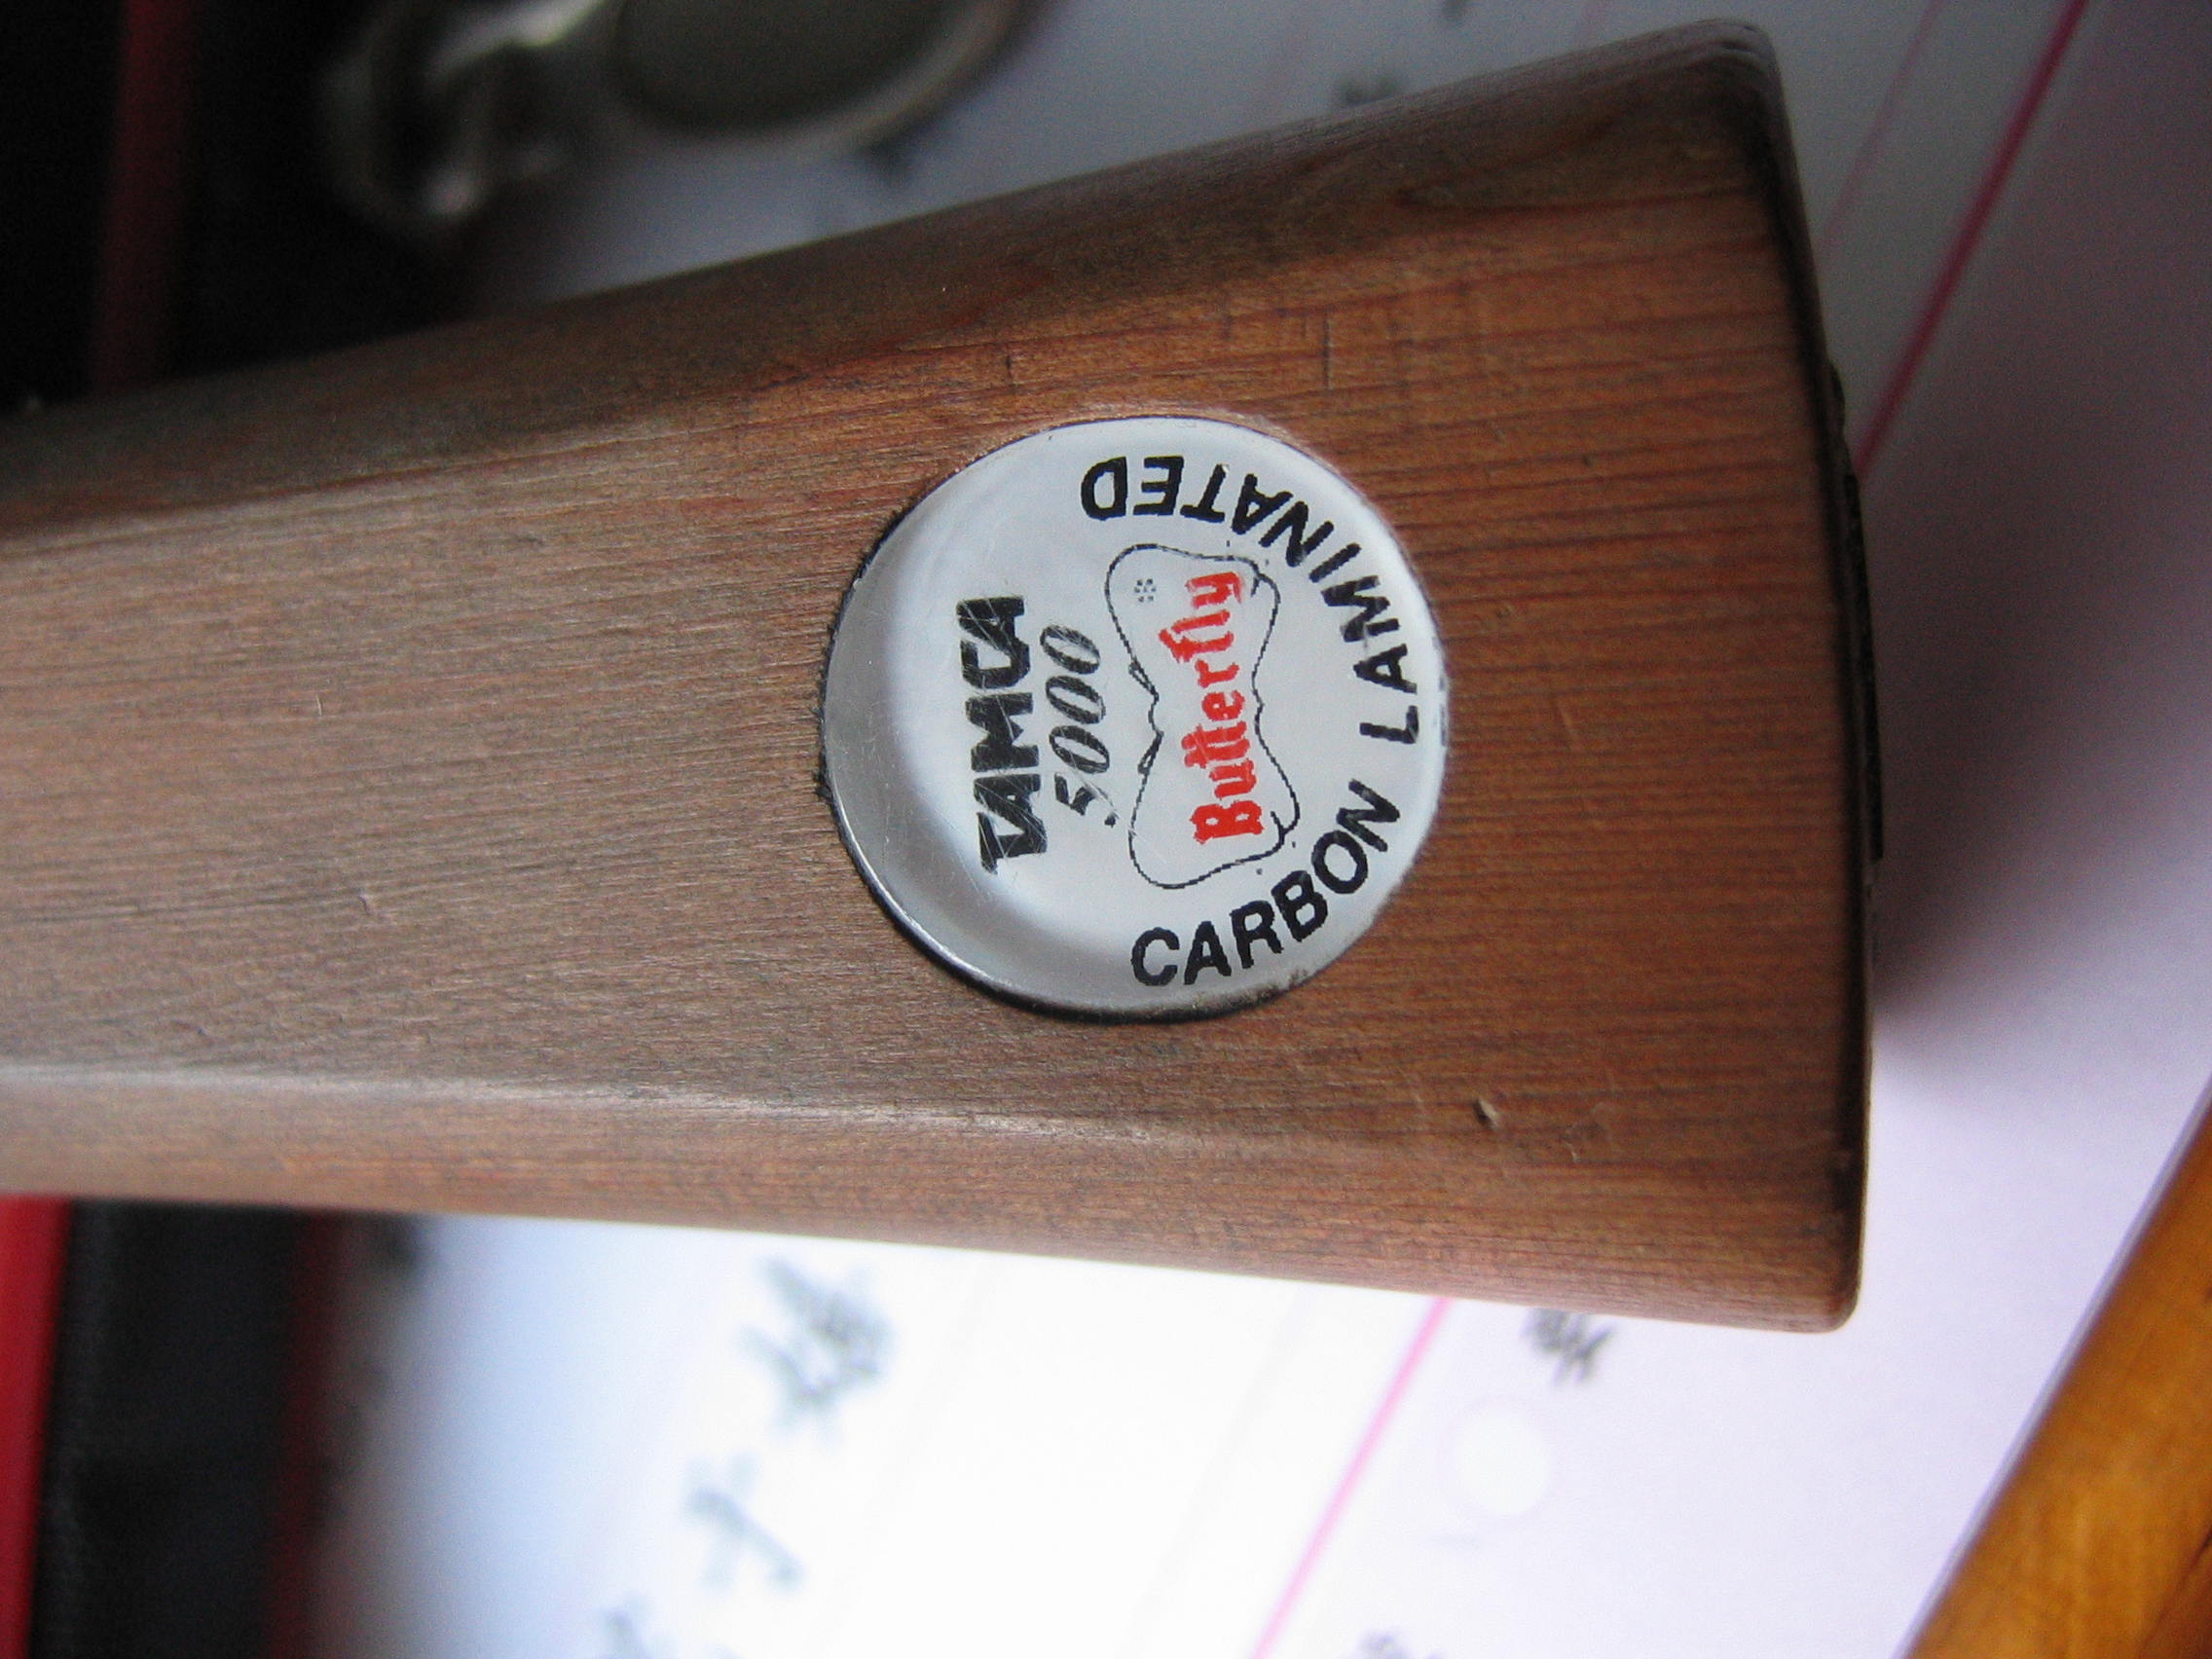 TAMCA
5000
Butterfly
CARBON LAMINATED